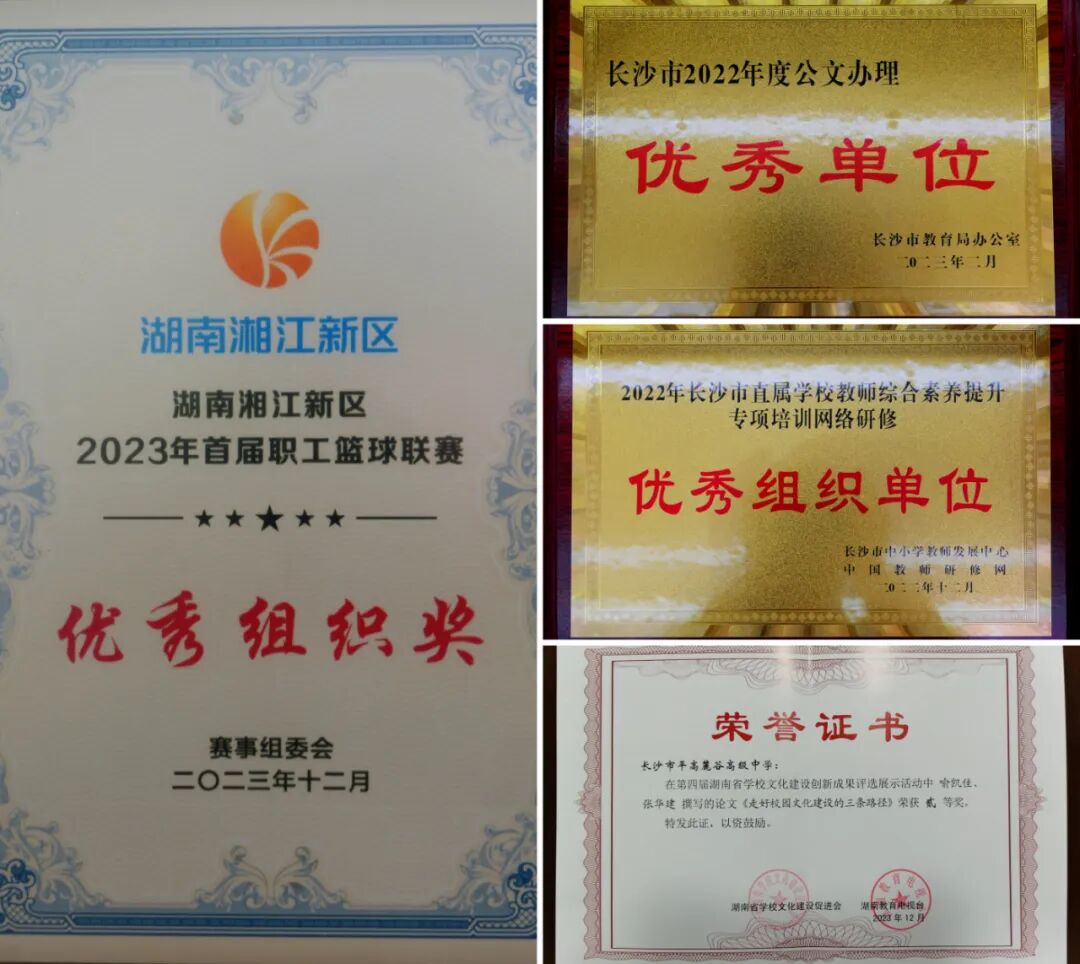 湖南湘江新区
湖南湘江新区
2023年首届职工篮球联赛
优秀组织奖
赛事组委会
二〇二三年十二月
长沙市2022年度公文办理
优秀单位
长沙市教育局办公室
二〇二三年二月
2022年长沙市直属学校教师综合素养提升
专项培训网络研修
优秀组织单位
长沙市中小学教师发展中心
中国教师研修网
二〇二二年十二月
荣誉证书
长沙市平高麓谷高级中学：
在第四届湖南省学校文化建设创新成果评选展示活动中 喻凯佳、
张华建 撰写的论文《走好校园文化建设的三条路径》荣获 贰 等奖。
特发此证，以资鼓励。
湖南省学校文化建设促进会 湖南教育电视台
2023年12月